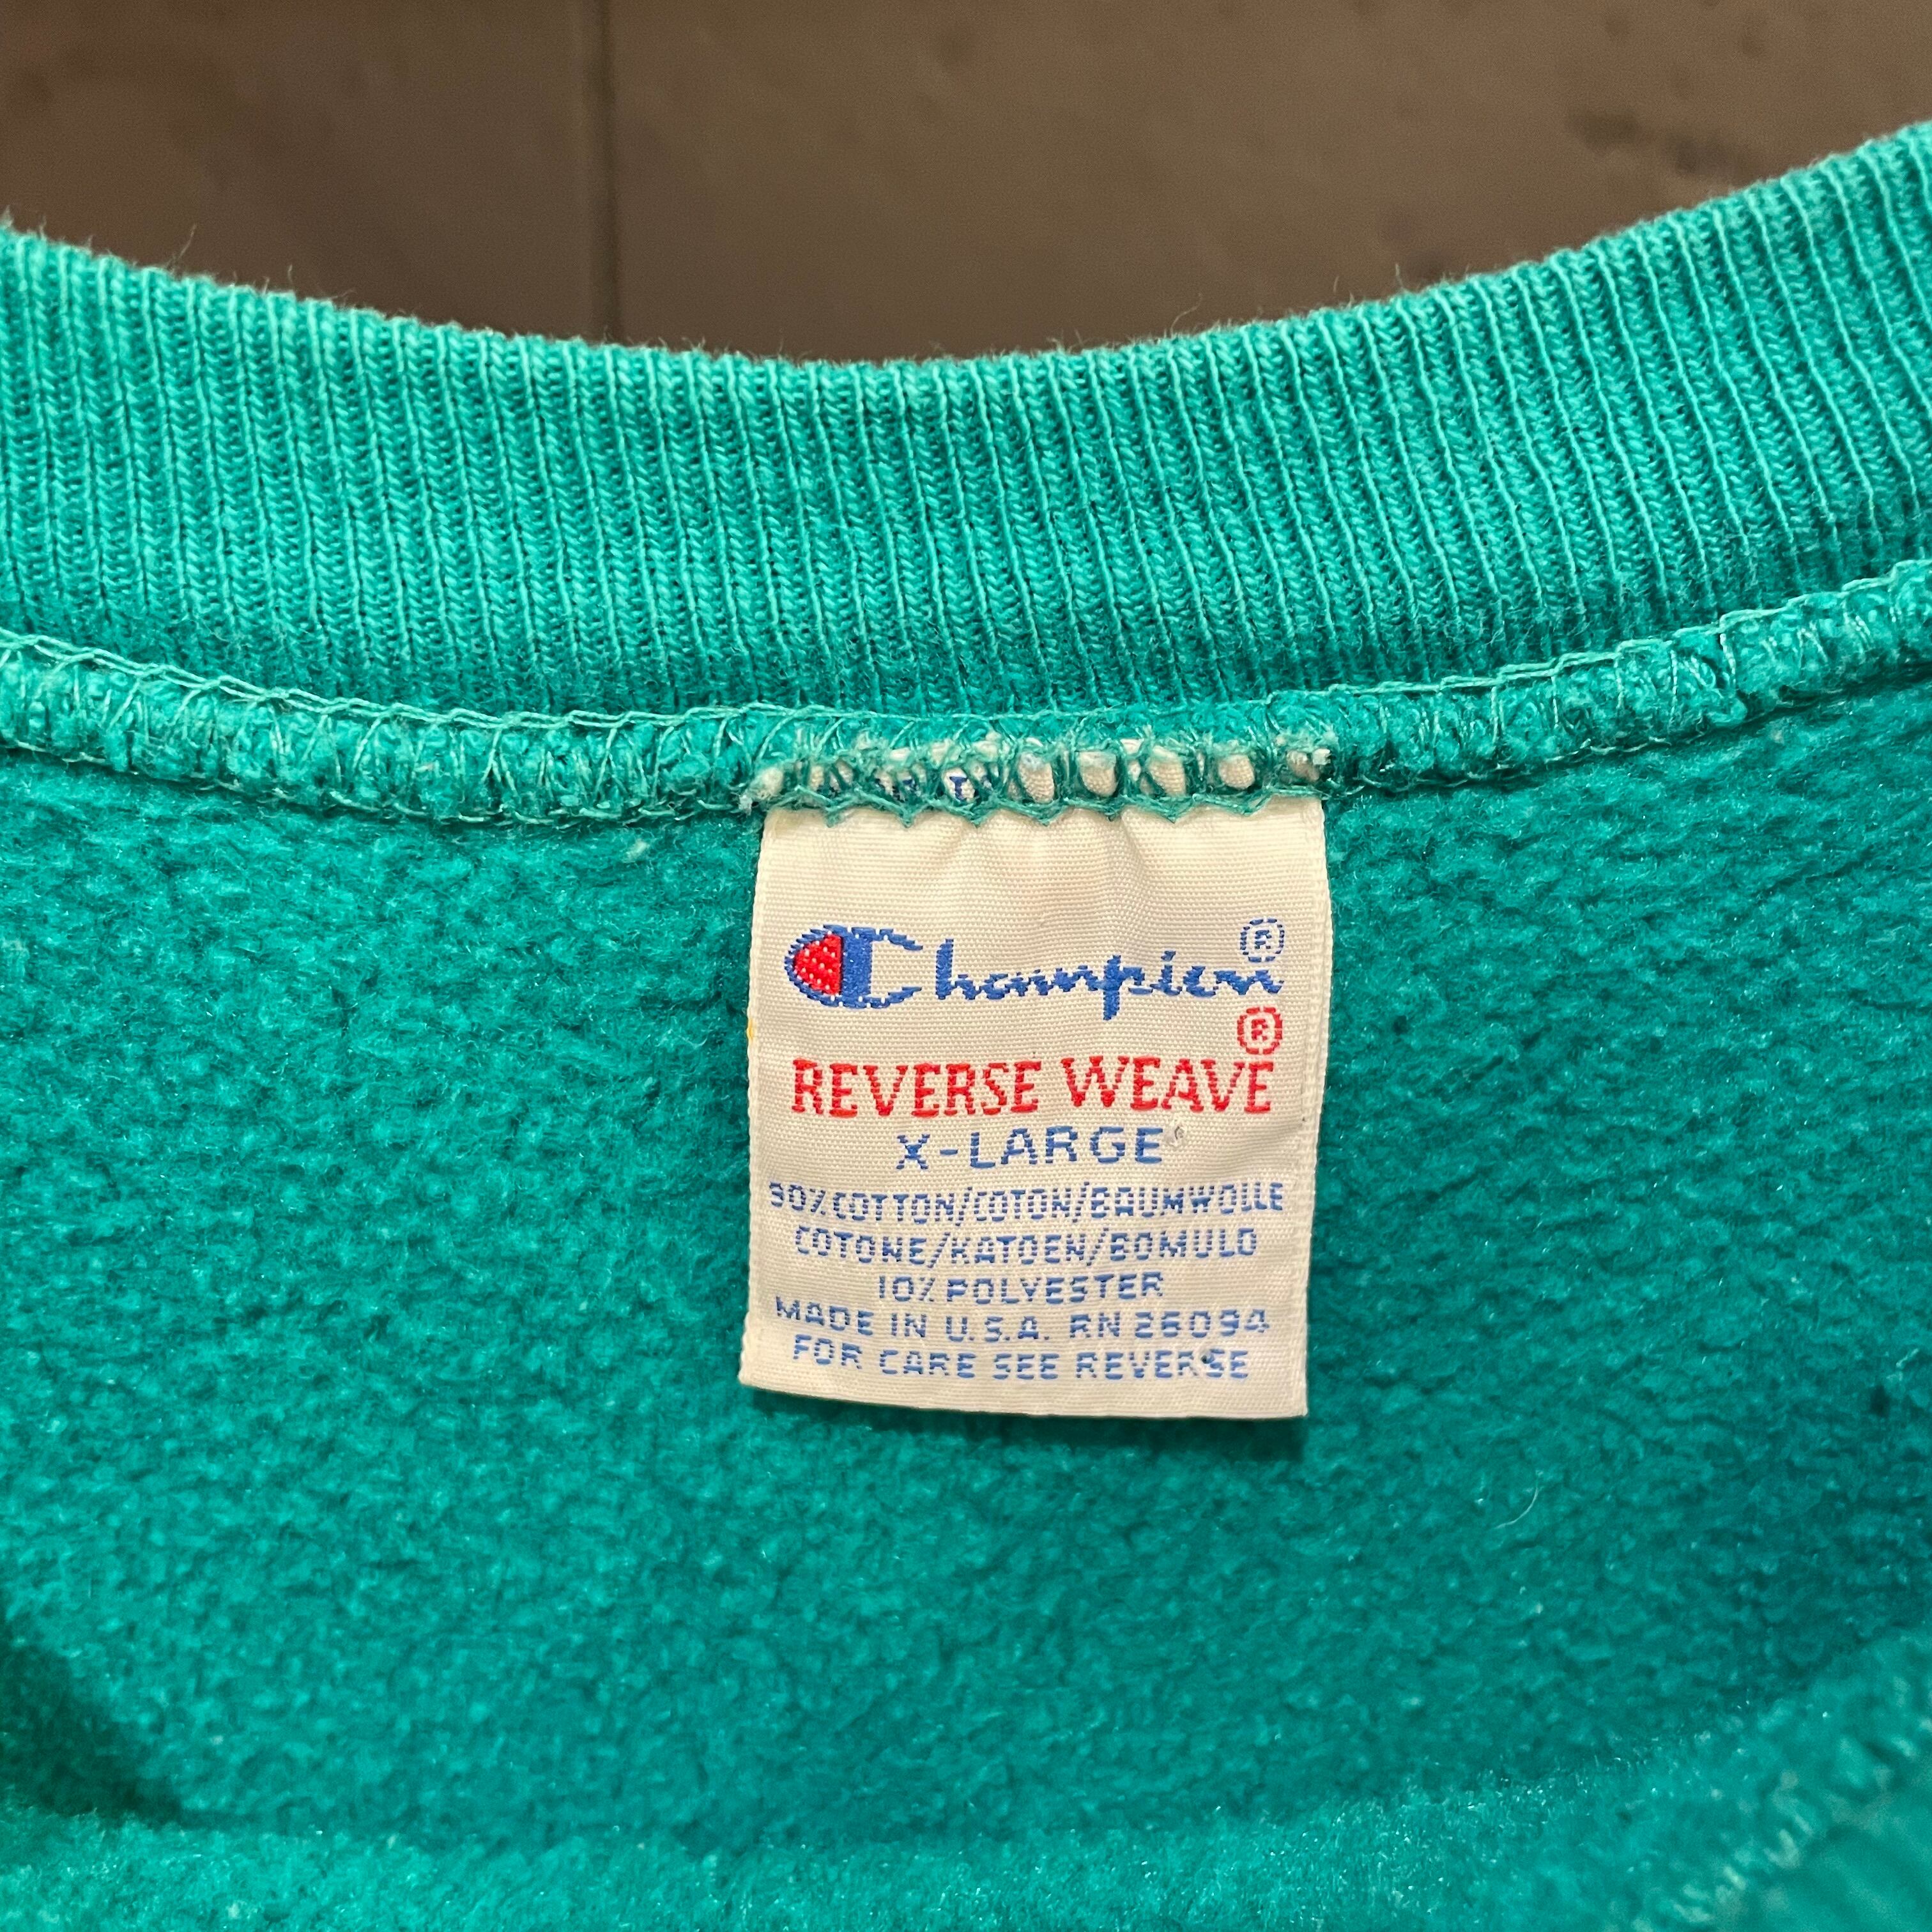 Champion®
REVERSE WEAVE®
X-LARGE
90% COTTON/COTON/BAUMWOLLE
COTONE/KATOEN/BOMULD
10% POLYESTER
MADE IN U.S.A. RN 26094
FOR CARE SEE REVERSE